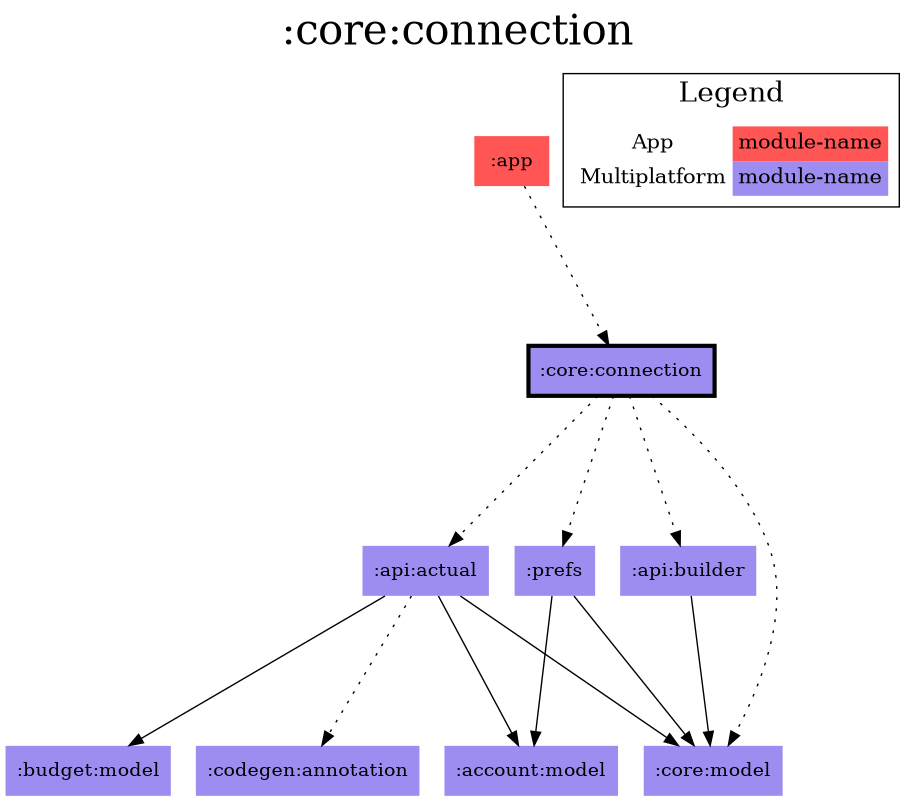 :core:connection
Legend
App module-name
Multiplatform module-name
:app
:core:connection
:api:actual
:prefs
:api:builder
:budget:model
:codegen:annotation
:account:model
:core:model